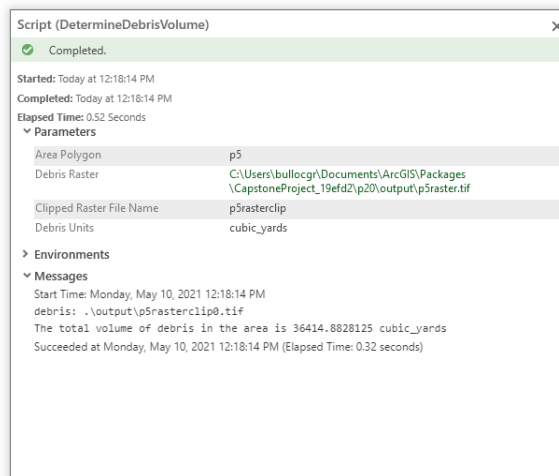 Script (DetermineDebrisVolume)
Completed.
Started: Today at 12:18:14 PM
Completed: Today at 12:18:14 PM
Elapsed Time: 0.52 Seconds
Parameters
Area Polygon p5
Debris Raster C:\Users\bullocgr\Documents\ArcGIS\Packages
\CapstoneProject_19efd2\p20\output\p5raster.tif
Clipped Raster File Name p5rasterclip
Debris Units cubic_yards
Environments
Messages
Start Time: Monday, May 10, 2021 12:18:14 PM
debris: .\output\p5rasterclip0.tif
The total volume of debris in the area is 36414.8828125 cubic_yards
Succeeded at Monday, May 10, 2021 12:18:14 PM (Elapsed Time: 0.32 seconds)